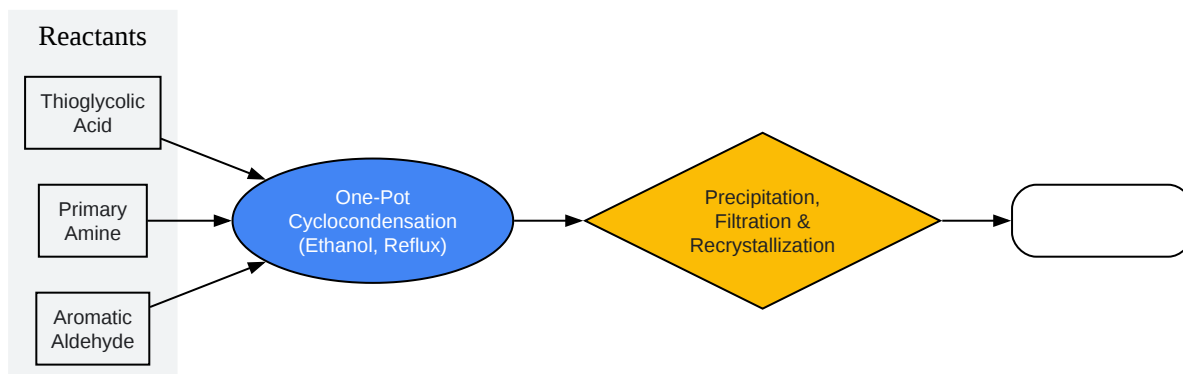 Reactants
Thioglycolic
Acid
Primary
Amine
Aromatic
Aldehyde
One-Pot
Cyclocondensation
(Ethanol, Reflux)
Precipitation,
Filtration &
Recrystallization